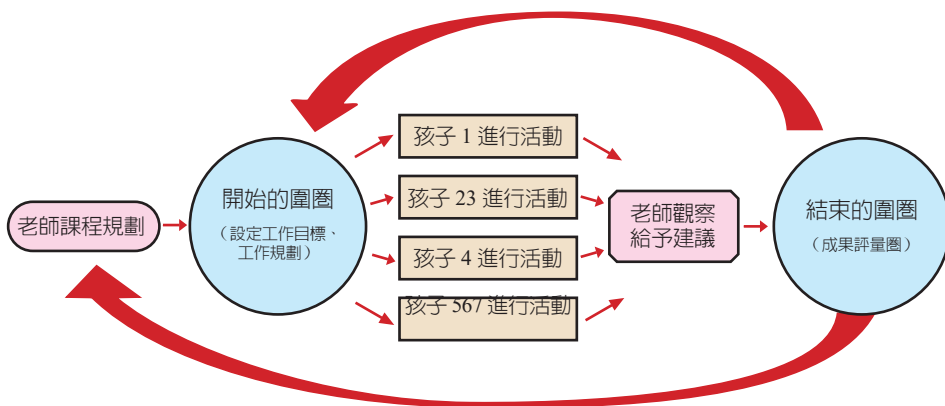 老師課程規劃
開始的圍圈
（設定工作目標、
工作規劃）
孩子 1 進行活動
孩子 23 進行活動
孩子 4 進行活動
孩子 567 進行活動
老師觀察
給予建議
結束的圍圈
（成果評量圈）